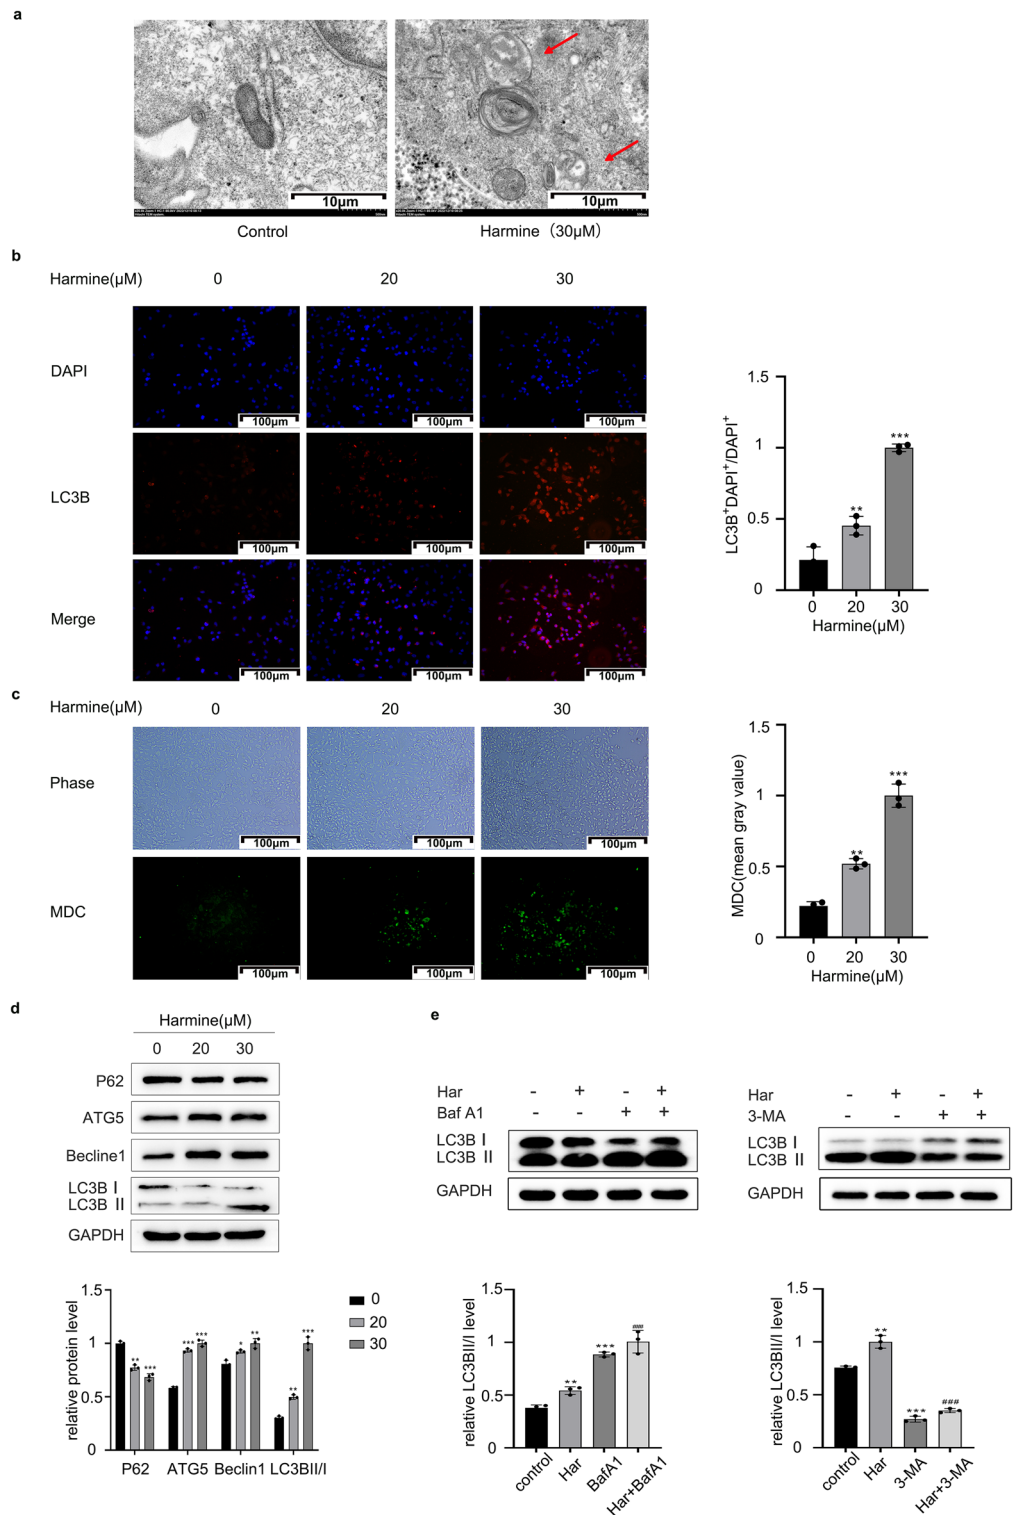 a
10μm
10μm
Control
Harmine（30μM）
b
Harmine(μM)
0
20
30
DAPI
100μm
100μm
100μm
LC3B
100μm
100μm
100μm
Merge
100μm
100μm
100μm
LC3B+DAPI+/DAPI+
1.5
1
0.5
0
**
***
0
20
30
Harmine(μM)
c
Harmine(μM)
0
20
30
Phase
100μm
100μm
100μm
MDC
100μm
100μm
100μm
MDC(mean gray value)
1.5
1
0.5
0
**
***
0
20
30
Harmine(μM)
d
Harmine(μM)
0 20 30
P62
ATG5
Becline1
LC3B Ⅰ
LC3B Ⅱ
GAPDH
relative protein level
1.5
1
0.5
0
** ***
*** ***
* **
** ***
P62 ATG5 Beclin1 LC3BII/I
0
20
30
e
Har - + - +
Baf A1 - - + +
LC3B Ⅰ
LC3B Ⅱ
GAPDH
relative LC3BII/I level
1.5
1
0.5
0
**
***
###
control
Har
BafA1
Har+BafA1
Har - + - +
3-MA - - + +
LC3B Ⅰ
LC3B Ⅱ
GAPDH
relative LC3BII/I level
1.5
1
0.5
0
**
***
###
control
Har
3-MA
Har+3-MA